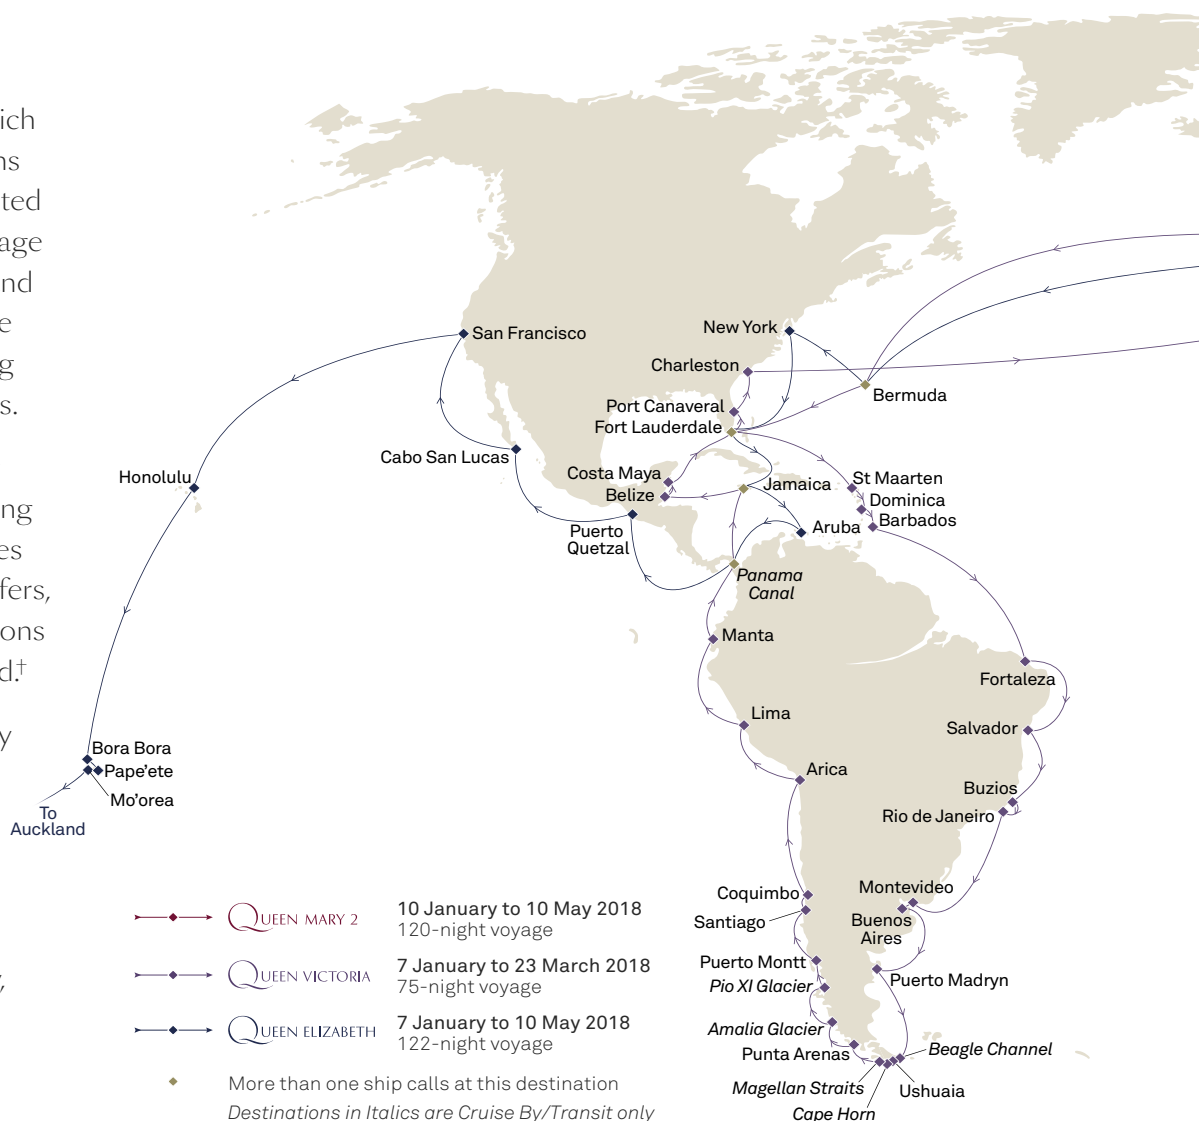 ich
ns
ted
age
nd
e
g
s.
ng
es
fers,
ons
d.†
y
,
San Francisco
New York
Charleston
Bermuda
Port Canaveral
Fort Lauderdale
Cabo San Lucas
Honolulu
Costa Maya
Belize
Jamaica
St Maarten
Dominica
Barbados
Aruba
Puerto
Quetzal
Panama
Canal
Manta
Fortaleza
Lima
Salvador
Bora Bora
Pape'ete
Mo'orea
To
Auckland
Arica
Buzios
Rio de Janeiro
Coquimbo
Santiago
Montevideo
Buenos
Aires
Puerto Montt
Pio XI Glacier
Puerto Madryn
Amalia Glacier
Punta Arenas
Beagle Channel
Magellan Straits
Ushuaia
Cape Horn
QUEEN MARY 2
10 January to 10 May 2018
120-night voyage
QUEEN VICTORIA
7 January to 23 March 2018
75-night voyage
QUEEN ELIZABETH
7 January to 10 May 2018
122-night voyage
More than one ship calls at this destination
Destinations in Italics are Cruise By/Transit only